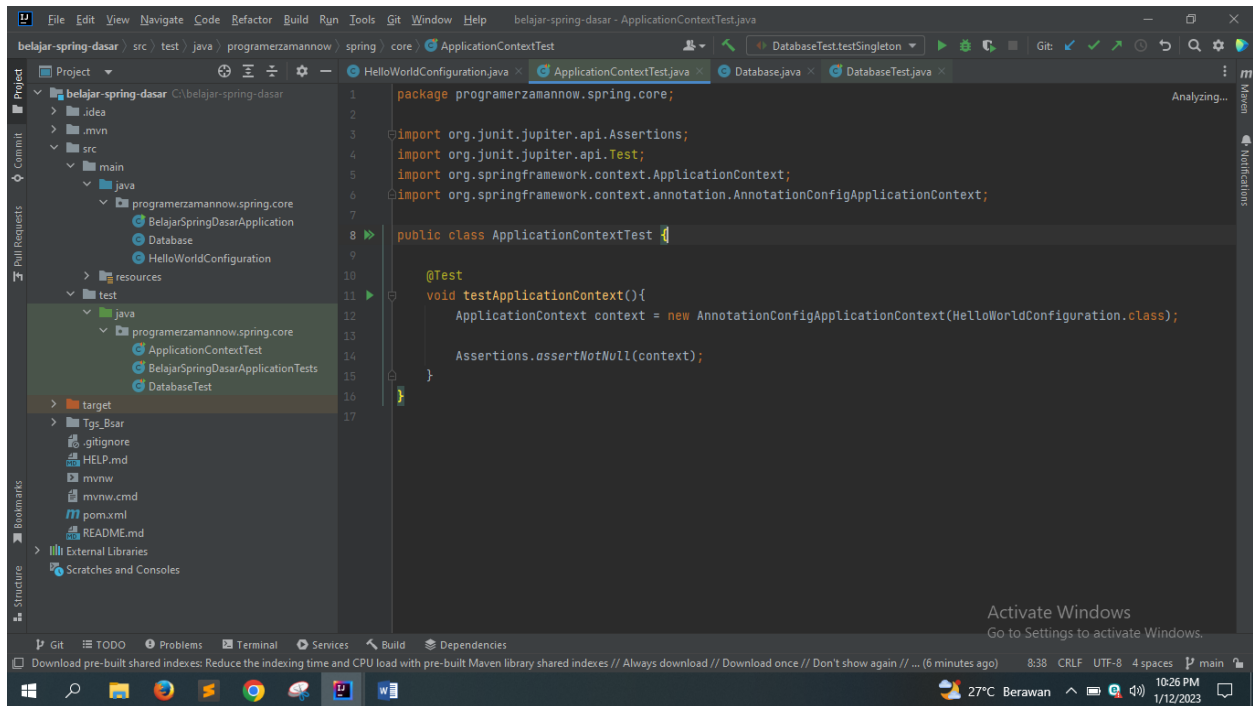 File Edit View Navigate Code Refactor Build Run Tools Git Window Help belajar-spring-dasar - ApplicationContextTest.java
belajar-spring-dasar src test java programerzamannow spring core ApplicationContextTest DatabaseTest.testSingleton Git:
Project
HelloWorldConfiguration.java ApplicationContextTest.java Database.java DatabaseTest.java
Project
Commit
Pull Requests
Bookmarks
Structure
belajar-spring-dasar C:\belajar-spring-dasar
.idea
.mvn
src
main
java
programerzamannow.spring.core
BelajarSpringDasarApplication
Database
HelloWorldConfiguration
resources
test
java
programerzamannow.spring.core
ApplicationContextTest
BelajarSpringDasarApplicationTests
DatabaseTest
target
Tgs_Bsar
.gitignore
HELP.md
mvnw
mvnw.cmd
pom.xml
README.md
External Libraries
Scratches and Consoles
1 package programerzamannow.spring.core;
2
3 import org.junit.jupiter.api.Assertions;
4 import org.junit.jupiter.api.Test;
5 import org.springframework.context.ApplicationContext;
6 import org.springframework.context.annotation.AnnotationConfigApplicationContext;
7
8 public class ApplicationContextTest {
9
10 @Test
11 void testApplicationContext(){
12 ApplicationContext context = new AnnotationConfigApplicationContext(HelloWorldConfiguration.class);
13
14 Assertions.assertNotNull(context);
15 }
16 }
17
Analyzing...
Maven
Notifications
Activate Windows
Go to Settings to activate Windows.
Git TODO Problems Terminal Services Build Dependencies
Download pre-built shared indexes: Reduce the indexing time and CPU load with pre-built Maven library shared indexes // Always download // Download once // Don't show again // ... (6 minutes ago) 8:38 CRLF UTF-8 4 spaces main
27°C Berawan 10:26 PM
1/12/2023